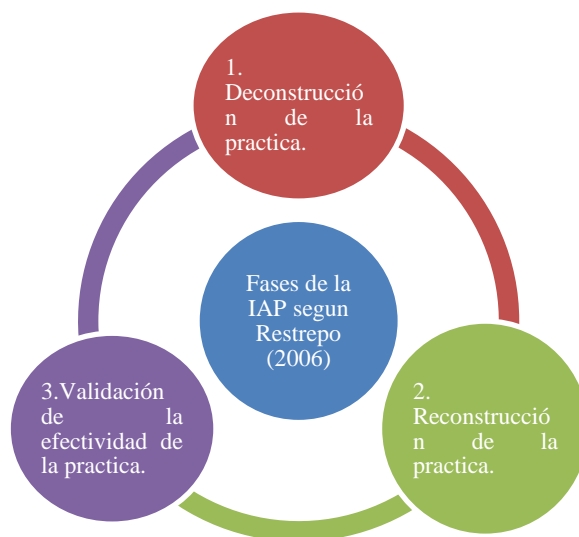 1.
Deconstrucció
n de la
practica.
Fases de la
IAP segun
Restrepo
(2006)
3.Validación
de la
efectividad de
la practica.
2.
Reconstrucció
n de la
practica.